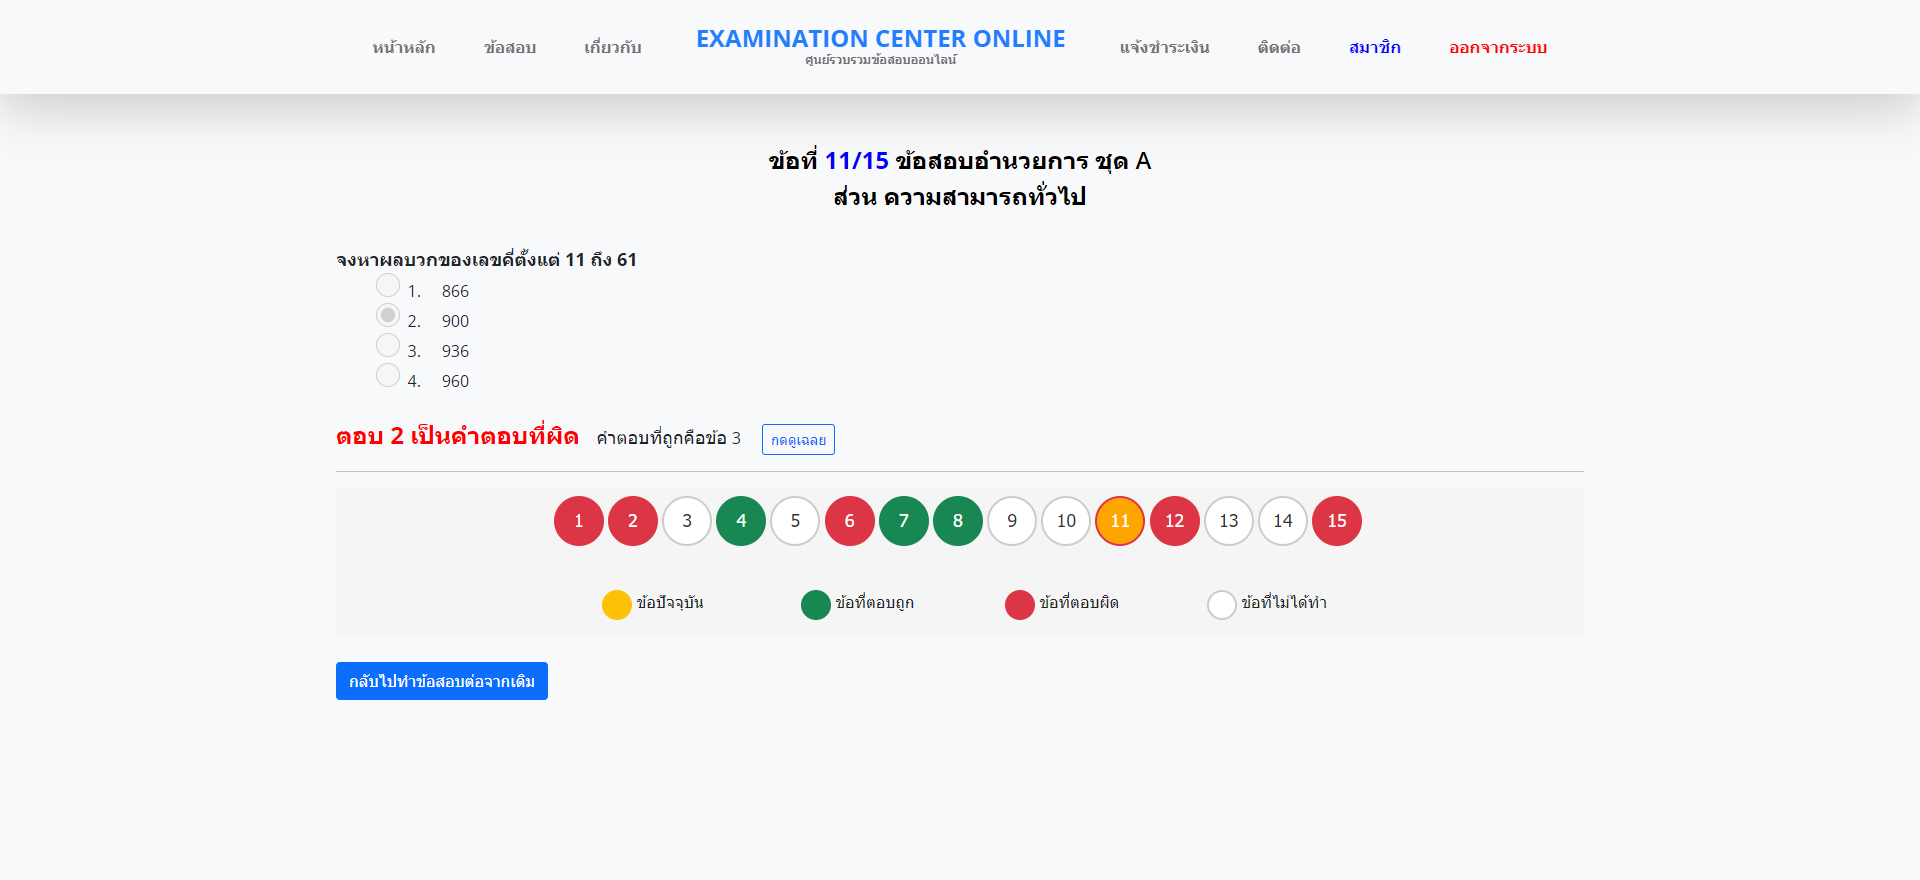 หน้าหลัก ข้อสอบ เกี่ยวกับ EXAMINATION CENTER ONLINE แจ้งชำระเงิน ติดต่อ สมาชิก ออกจากระบบ
ศูนย์รวบรวมข้อสอบออนไลน์
ข้อที่ 11/15 ข้อสอบอำนวยการ ชุด A
ส่วน ความสามารถทั่วไป
จงหาผลบวกของเลขคี่ตั้งแต่ 11 ถึง 61
1. 866
2. 900
3. 936
4. 960
ตอบ 2 เป็นคำตอบที่ผิด คำตอบที่ถูกคือข้อ 3 กดดูเฉลย
1 2 3 4 5 6 7 8 9 10 11 12 13 14 15
ข้อปัจจุบัน ข้อที่ตอบถูก ข้อที่ตอบผิด ข้อที่ไม่ได้ทำ
กลับไปทำข้อสอบต่อจากเดิม